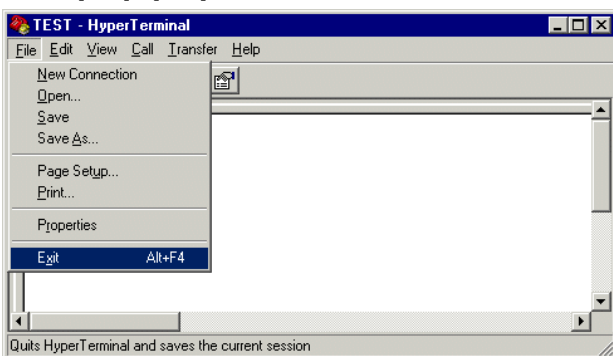 TEST - HyperTerminal
File Edit View Call Transfer Help
New Connection
Open...
Save
Save As...
Page Setup...
Print...
Properties
Exit Alt+F4
Quits HyperTerminal and saves the current session